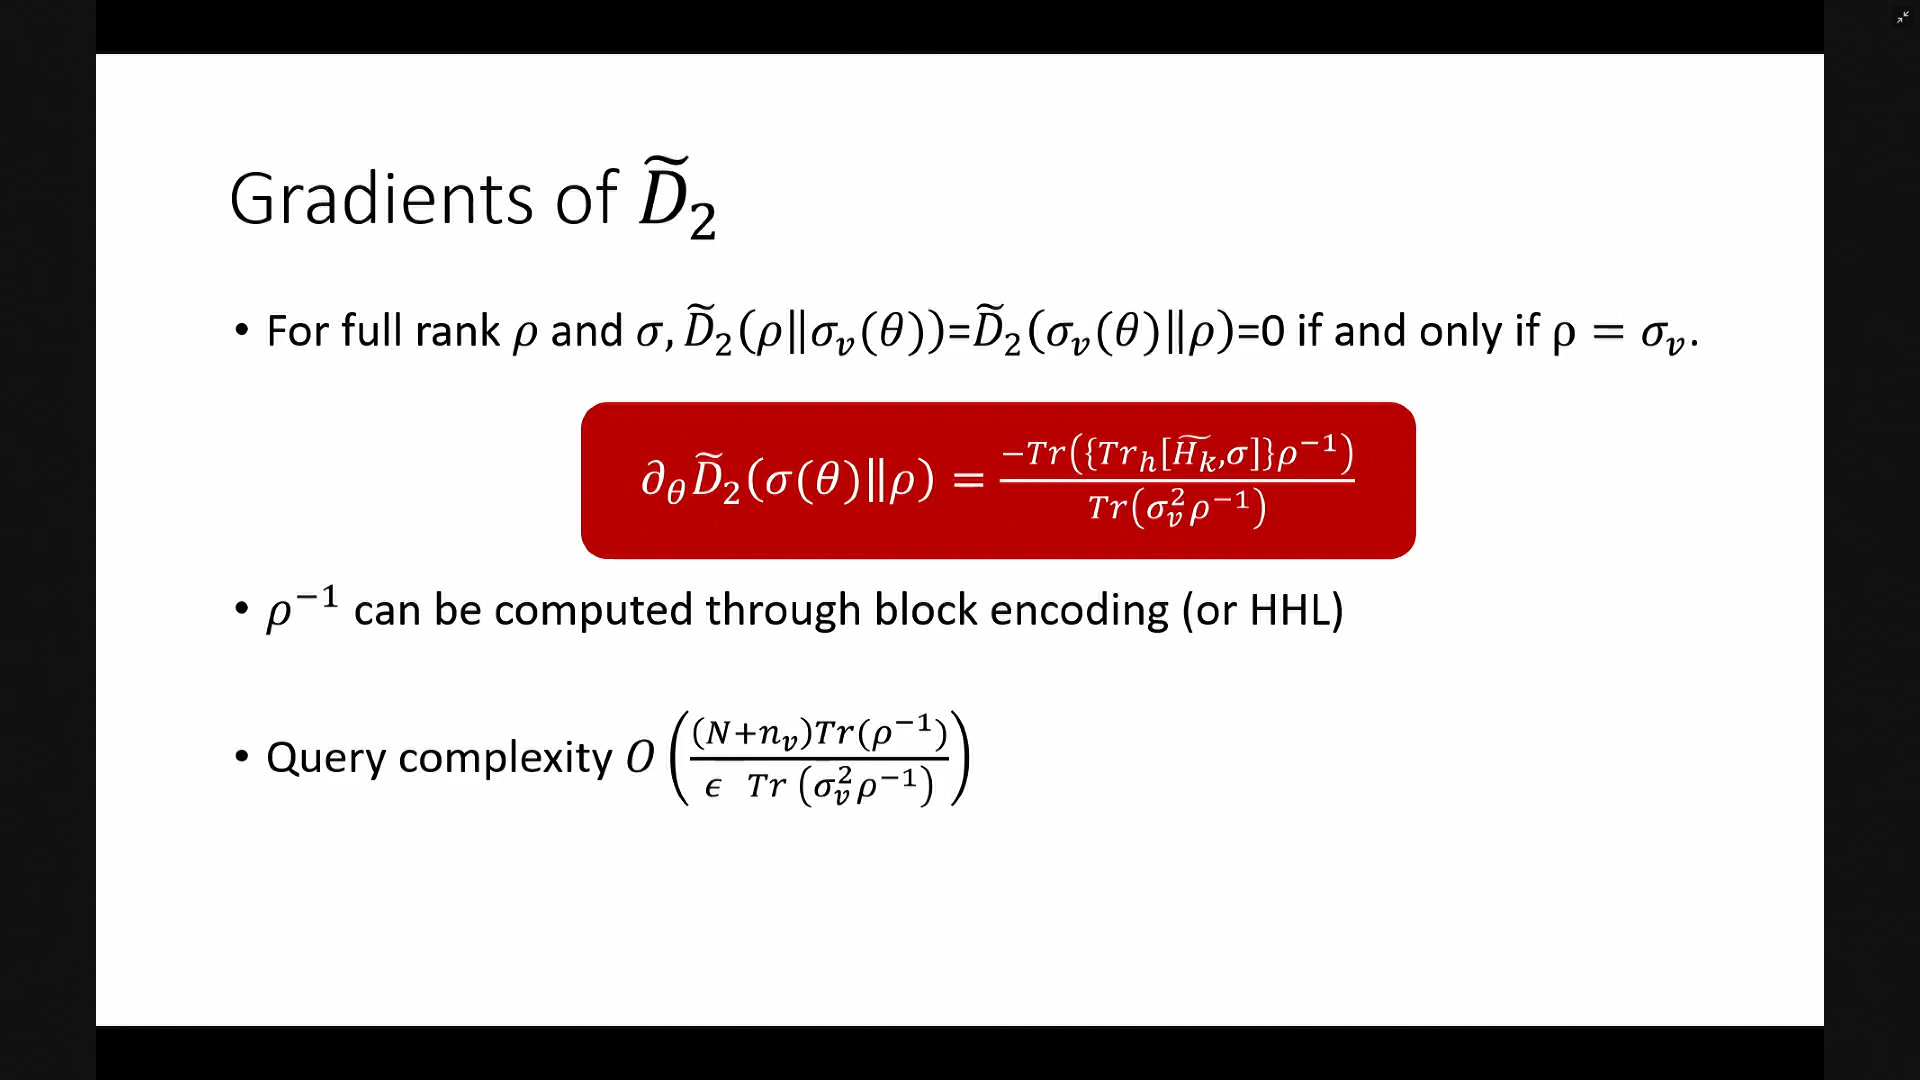 Gradients of D̃₂
• For full rank ρ and σ, D̃₂(ρ‖σᵥ(θ))=D̃₂(σᵥ(θ)‖ρ)=0 if and only if ρ = σᵥ.
∂_θ D̃₂(σ(θ)‖ρ) = −Tr({Tr_h[H̃_k,σ]}ρ⁻¹) / Tr(σᵥ²ρ⁻¹)
• ρ⁻¹ can be computed through block encoding (or HHL)
• Query complexity O((N+nᵥ)Tr(ρ⁻¹) / ϵ Tr(σᵥ²ρ⁻¹))